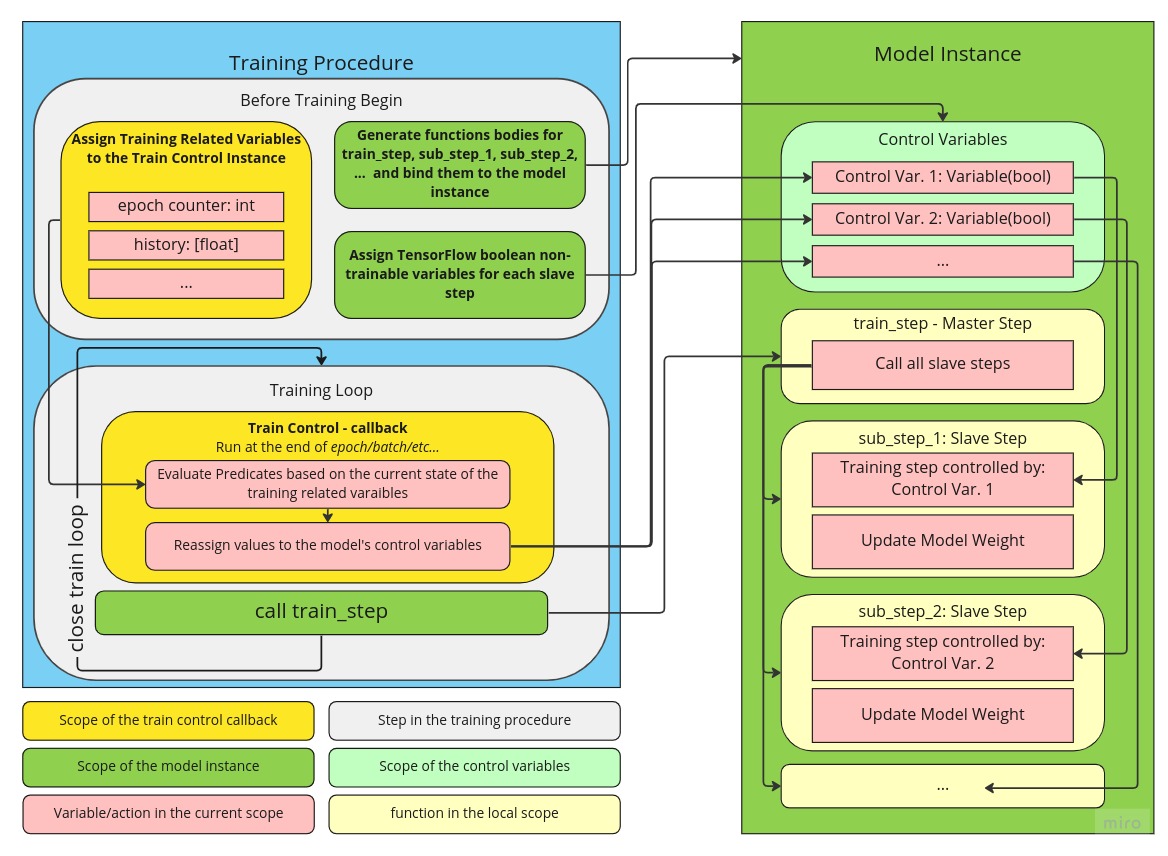 Training Procedure
Before Training Begin
Assign Training Related Variables
to the Train Control Instance
epoch counter: int
history: [float]
...
Generate functions bodies for
train_step, sub_step_1, sub_step_2,
... and bind them to the model
instance
Assign TensorFlow boolean non-
trainable variables for each slave
step
Training Loop
Train Control - callback
Run at the end of epoch/batch/etc...
Evaluate Predicates based on the current state of the
training related varaibles
Reassign values to the model's control variables
call train_step
close train loop
Model Instance
Control Variables
Control Var. 1: Variable(bool)
Control Var. 2: Variable(bool)
...
train_step - Master Step
Call all slave steps
sub_step_1: Slave Step
Training step controlled by:
Control Var. 1
Update Model Weight
sub_step_2: Slave Step
Training step controlled by:
Control Var. 2
Update Model Weight
...
Scope of the train control callback
Step in the training procedure
Scope of the model instance
Scope of the control variables
Variable/action in the current scope
function in the local scope
miro